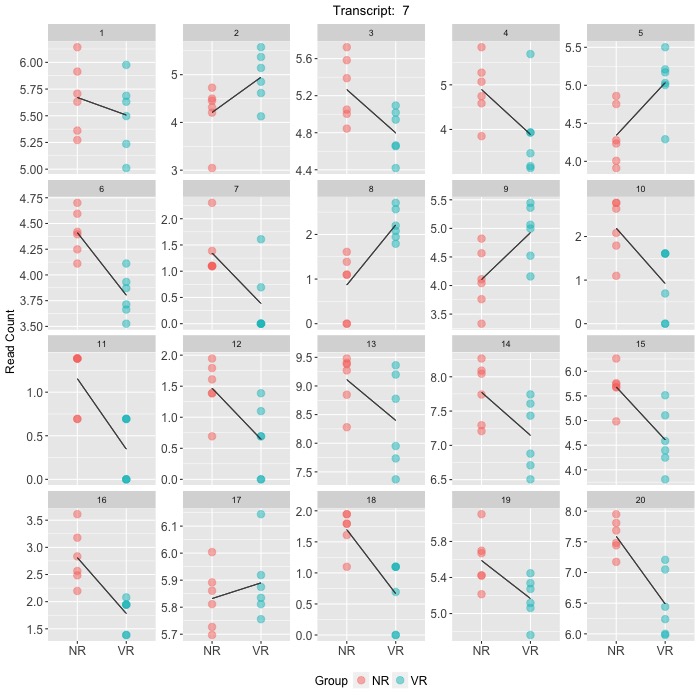 Transcript: 7
1 2 3 4 5
6.00 5.75 5.50 5.25 5.00
5 4 3
5.6 5.2 4.8 4.4
5 4
5.5 5.0 4.5 4.0
6 7 8 9 10
4.75 4.50 4.25 4.00 3.75 3.50
2.0 1.5 1.0 0.5 0.0
2 1 0
5.5 5.0 4.5 4.0 3.5
2 1 0
Read Count
11 12 13 14 15
1.0 0.5 0.0
2.0 1.5 1.0 0.5 0.0
9.5 9.0 8.5 8.0 7.5
8.0 7.5 7.0 6.5
6.0 5.5 5.0 4.5 4.0
16 17 18 19 20
3.5 3.0 2.5 2.0 1.5
6.1 6.0 5.9 5.8 5.7
2.0 1.5 1.0 0.5 0.0
5.8 5.4 5.0
8.0 7.5 7.0 6.5 6.0
NR VR NR VR NR VR NR VR NR VR
Group NR VR